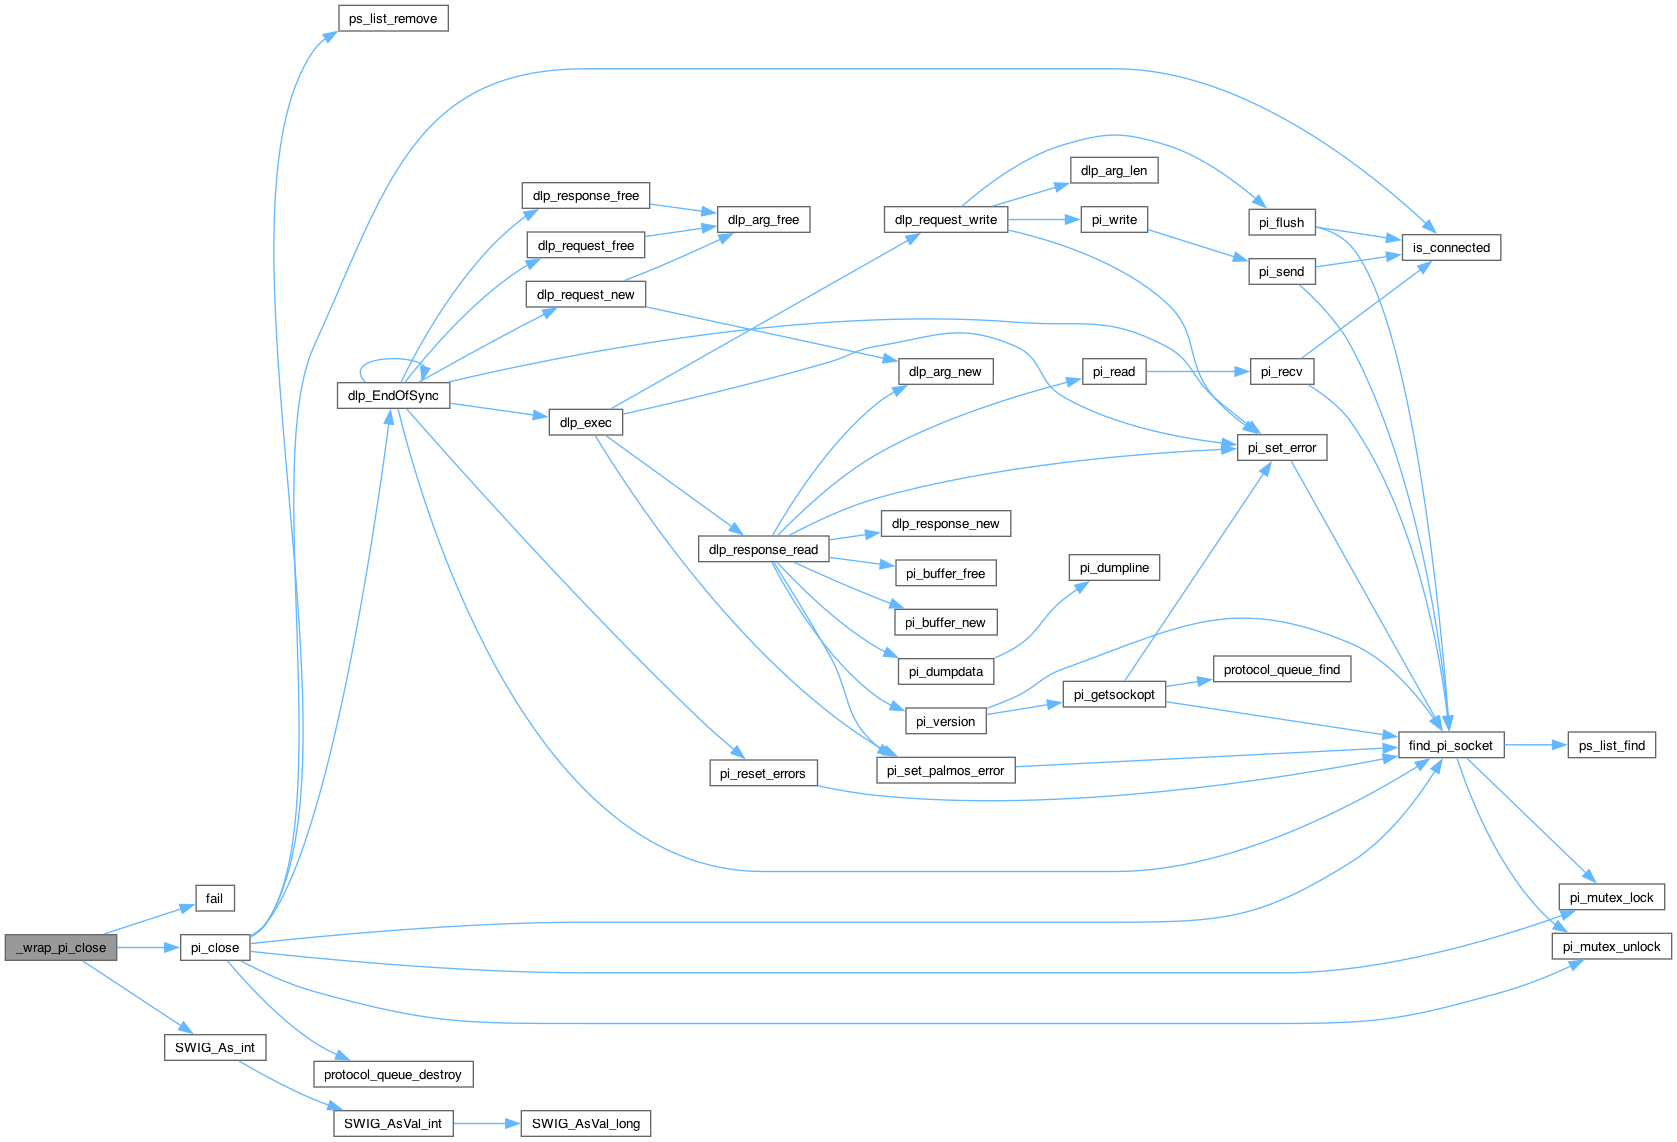 ps_list_remove
dlp_arg_len
dlp_response_free
dlp_arg_free
dlp_request_write
pi_write
pi_flush
dlp_request_free
is_connected
pi_send
dlp_request_new
dlp_arg_new
pi_read
pi_recv
dlp_EndOfSync
dlp_exec
pi_set_error
dlp_response_new
dlp_response_read
pi_buffer_free
pi_dumpline
pi_buffer_new
pi_dumpdata
protocol_queue_find
pi_getsockopt
pi_version
find_pi_socket
ps_list_find
pi_reset_errors
pi_set_palmos_error
fail
pi_mutex_lock
_wrap_pi_close
pi_close
pi_mutex_unlock
SWIG_As_int
protocol_queue_destroy
SWIG_AsVal_int
SWIG_AsVal_long